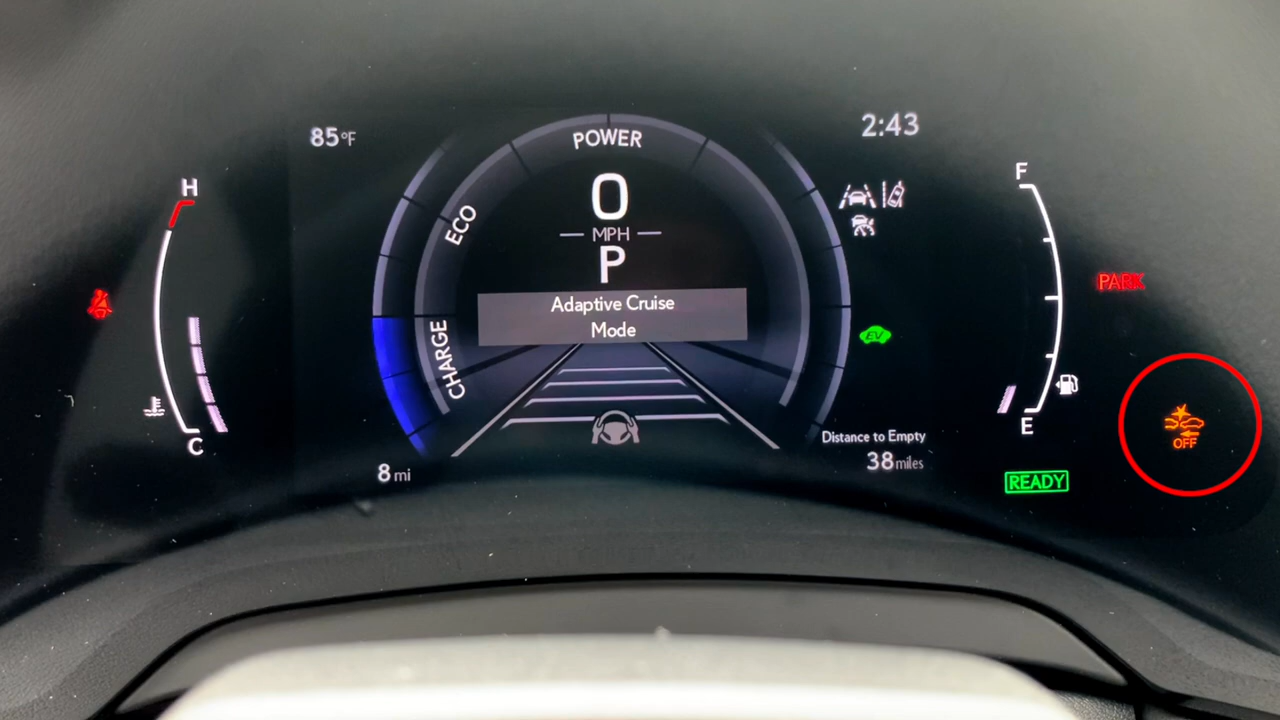 85°F
2:43
POWER
H
F
0
ECO
MPH
P
PARK
Adaptive Cruise
Mode
EV
CHARGE
OFF
C
E
Distance to Empty
38 miles
8 mi
READY